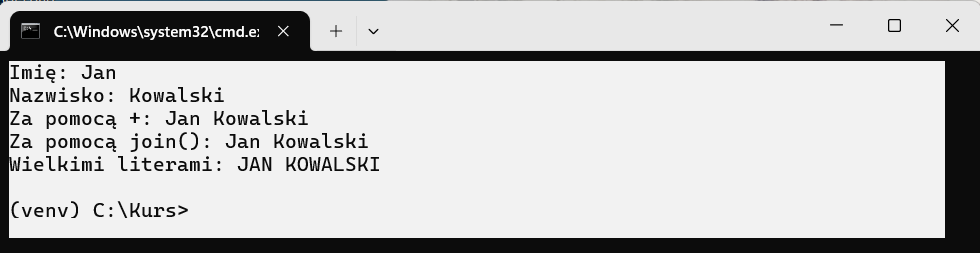 C:\Windows\system32\cmd.e
Imię: Jan
Nazwisko: Kowalski
Za pomocą +: Jan Kowalski
Za pomocą join(): Jan Kowalski
Wielkimi literami: JAN KOWALSKI
(venv) C:\Kurs>